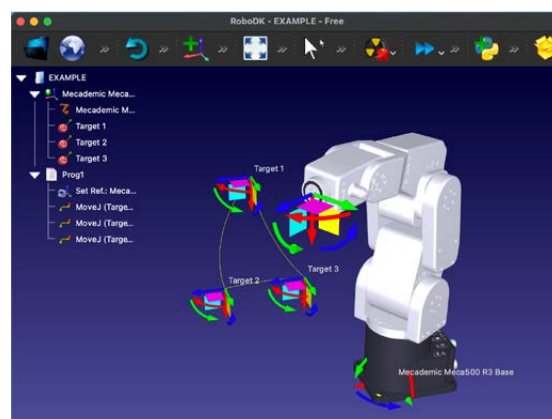 RoboDK - EXAMPLE - Free
EXAMPLE
Mecademic Meca...
Mecademic M...
Target 1
Target 2
Target 3
Prog1
Set Ref.: Meca...
MoveJ (Targe...
MoveJ (Targe...
MoveJ (Targe...
Target 1
Target 2
Target 3
Mecademic Meca500 R3 Base